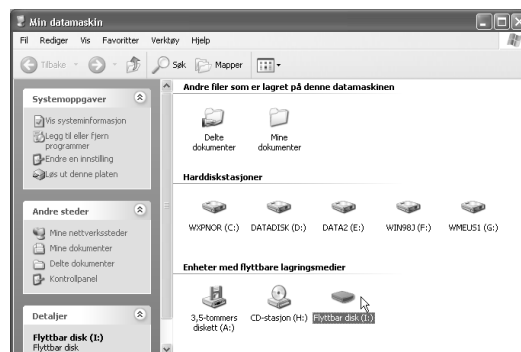 Min datamaskin
Fil Rediger Vis Favoritter Verktøy Hjelp
Tilbake Søk Mapper
Systemoppgaver
Vis systeminformasjon
Legg til eller fjern
programmer
Endre en innstilling
Løs ut denne platen
Andre steder
Mine nettverkssteder
Mine dokumenter
Delte dokumenter
Kontrollpanel
Detaljer
Flyttbar disk (I:)
Flyttbar disk
Andre filer som er lagret på denne datamaskinen
Delte
dokumenter
Mine
dokumenter
Harddiskstasjoner
WXPNOR (C:) DATADISK (D:) DATA2 (E:) WIN98J (F:) WMEUS1 (G:)
Enheter med flyttbare lagringsmedier
3,5-tommers
diskett (A:)
CD-stasjon (H:)
Flyttbar disk (I:)